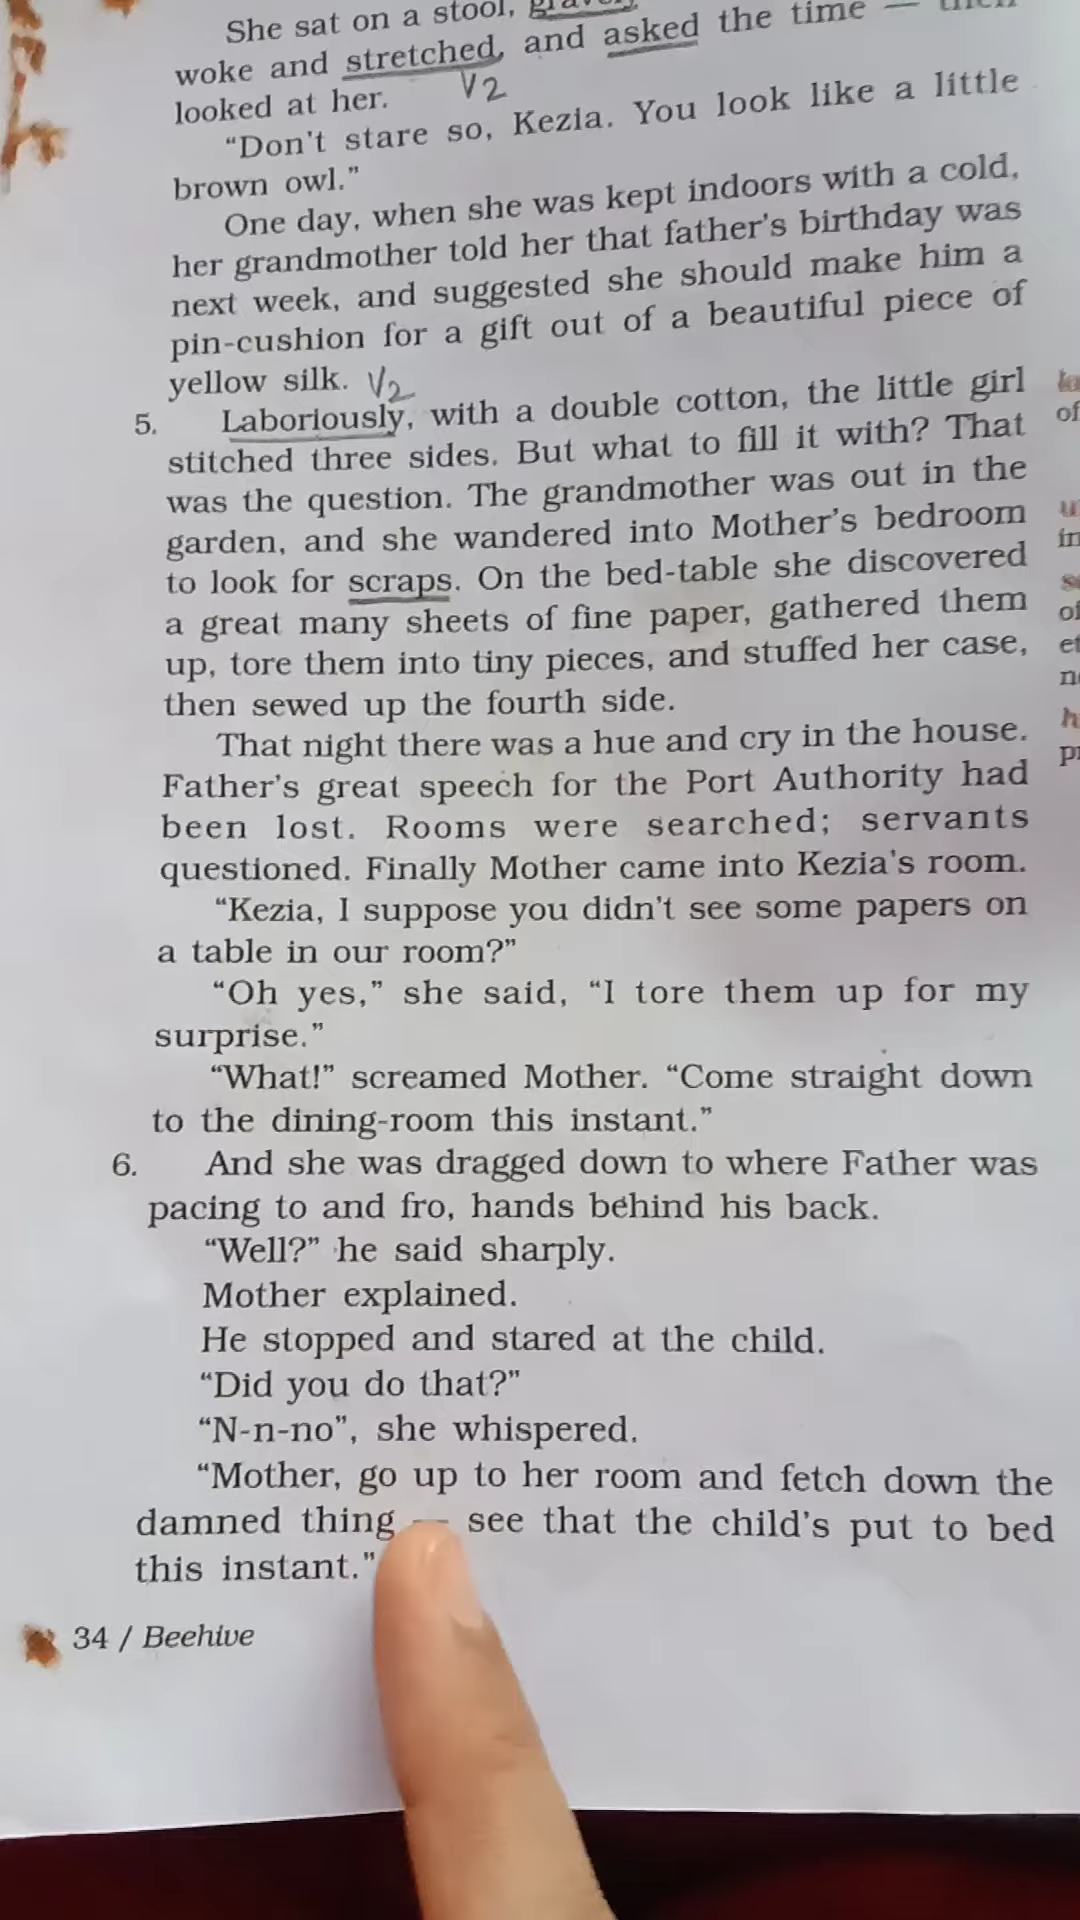 She sat on a stool,
woke and stretched, and asked the time —
looked at her.
V2
"Don't stare so, Kezia. You look like a little
brown owl."
One day, when she was kept indoors with a cold,
her grandmother told her that father's birthday was
next week, and suggested she should make him a
pin-cushion for a gift out of a beautiful piece of
yellow silk.
V2
5. Laboriously, with a double cotton, the little girl
stitched three sides. But what to fill it with? That
was the question. The grandmother was out in the
garden, and she wandered into Mother's bedroom
to look for scraps. On the bed-table she discovered
a great many sheets of fine paper, gathered them
up, tore them into tiny pieces, and stuffed her case,
then sewed up the fourth side.
That night there was a hue and cry in the house.
Father's great speech for the Port Authority had
been lost. Rooms were searched; servants
questioned. Finally Mother came into Kezia's room.
"Kezia, I suppose you didn't see some papers on
a table in our room?"
"Oh yes," she said, "I tore them up for my
surprise."
"What!" screamed Mother. "Come straight down
to the dining-room this instant."
6. And she was dragged down to where Father was
pacing to and fro, hands behind his back.
"Well?" he said sharply.
Mother explained.
He stopped and stared at the child.
"Did you do that?"
"N-n-no", she whispered.
"Mother, go up to her room and fetch down the
damned thing — see that the child's put to bed
this instant."
34 / Beehive
of